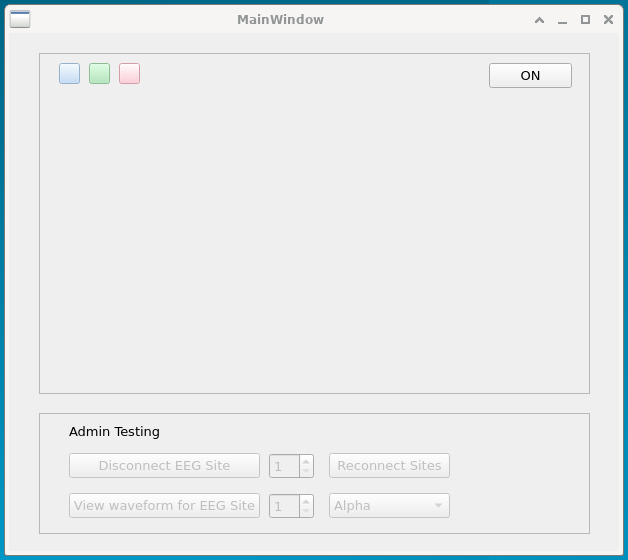 MainWindow
ON
Admin Testing
Disconnect EEG Site 1 Reconnect Sites
View waveform for EEG Site 1 Alpha